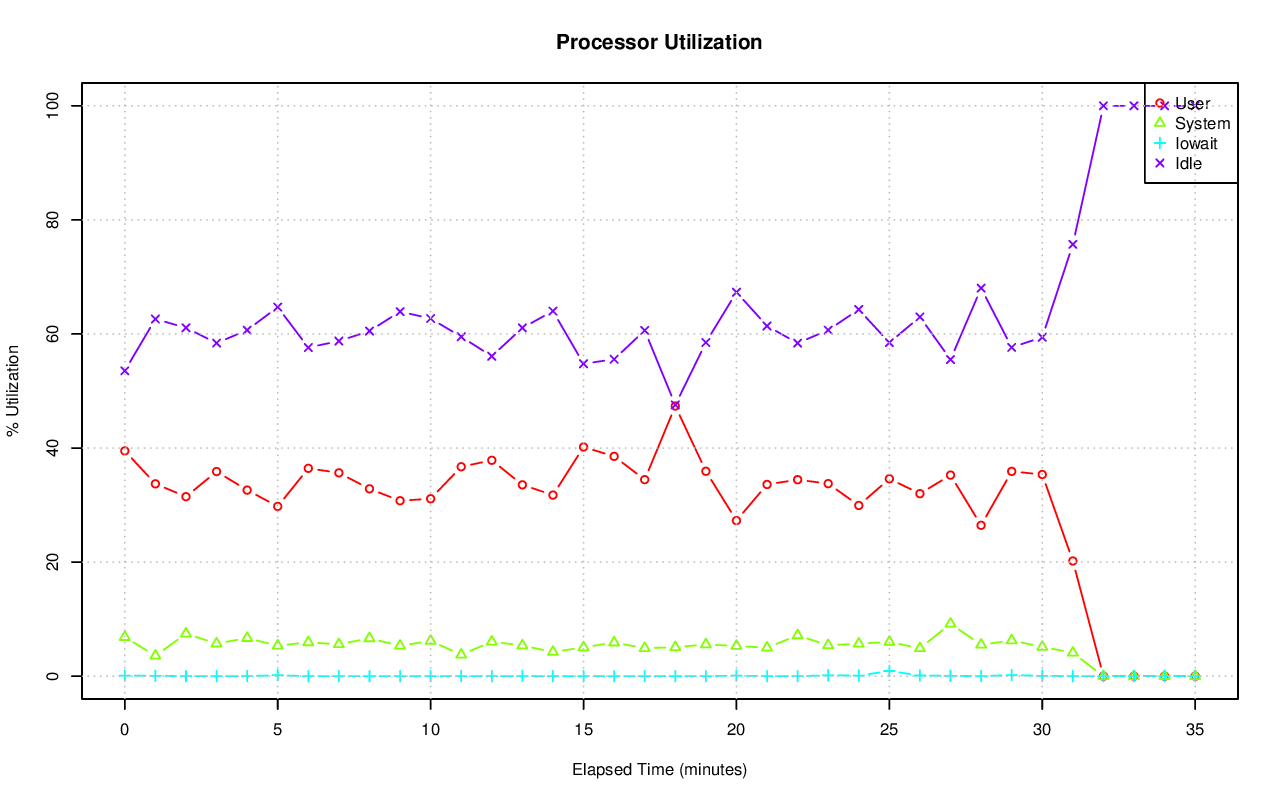 Processor Utilization
% Utilization
100
80
60
40
20
0
User
System
Iowait
Idle
0 5 10 15 20 25 30 35
Elapsed Time (minutes)